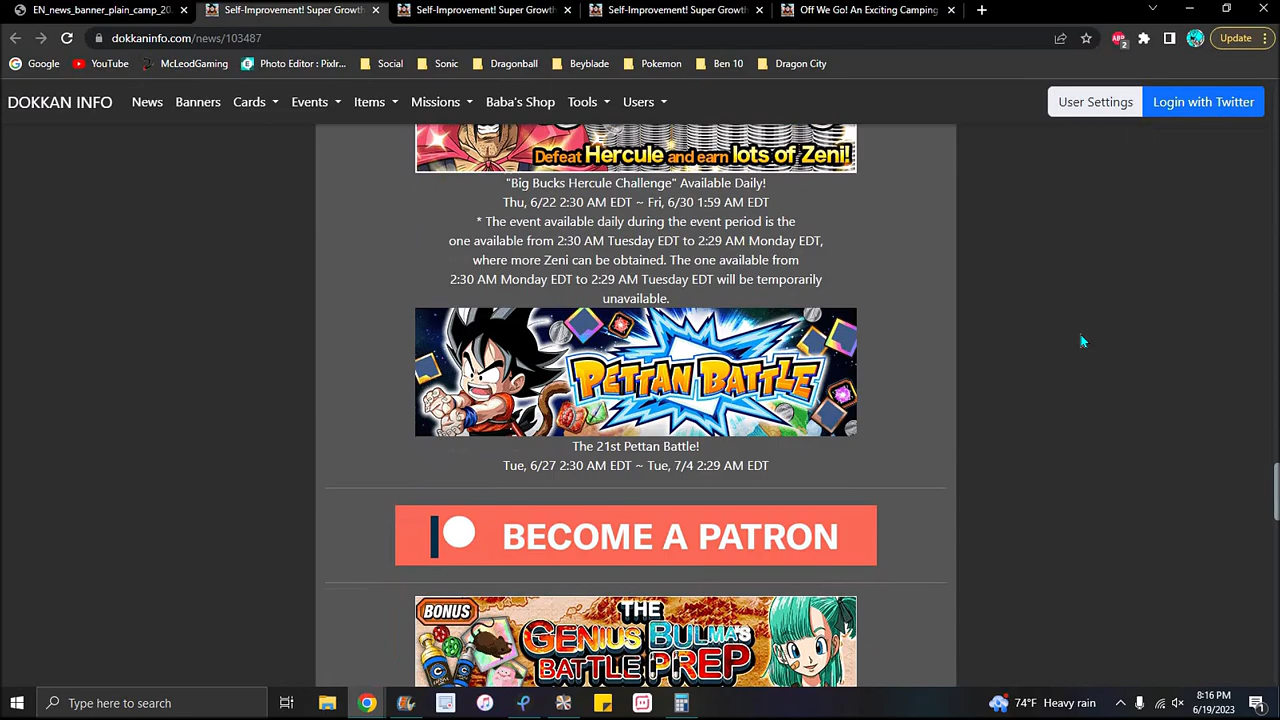 EN_news_banner_plain_camp_20.
Self-Improvement! Super Growth
Self-Improvement! Super Growth
Self-Improvement! Super Growth
Off We Go! An Exciting Camping
dokkaninfo.com/news/103487
2
Update
Google
YouTube
McLeodGaming
Photo Editor : Pixlr...
Social
Sonic
Dragonball
Beyblade
Pokemon
Ben 10
Dragon City
DOKKAN INFO
News
Banners
Cards
Events
Items
Missions
Baba's Shop
Tools
Users
User Settings
Login with Twitter
Defeat Hercule and earn lots of Zeni!
"Big Bucks Hercule Challenge" Available Daily!
Thu, 6/22 2:30 AM EDT ~ Fri, 6/30 1:59 AM EDT
* The event available daily during the event period is the
one available from 2:30 AM Tuesday EDT to 2:29 AM Monday EDT,
where more Zeni can be obtained. The one available from
2:30 AM Monday EDT to 2:29 AM Tuesday EDT will be temporarily
unavailable.
PETTAN BATTLE
The 21st Pettan Battle!
Tue, 6/27 2:30 AM EDT ~ Tue, 7/4 2:29 AM EDT
BECOME A PATRON
BONUS
THE
GENIUS BULMA'S
BATTLE PREP
Type here to search
74°F Heavy rain
8:16 PM
6/19/2023
1